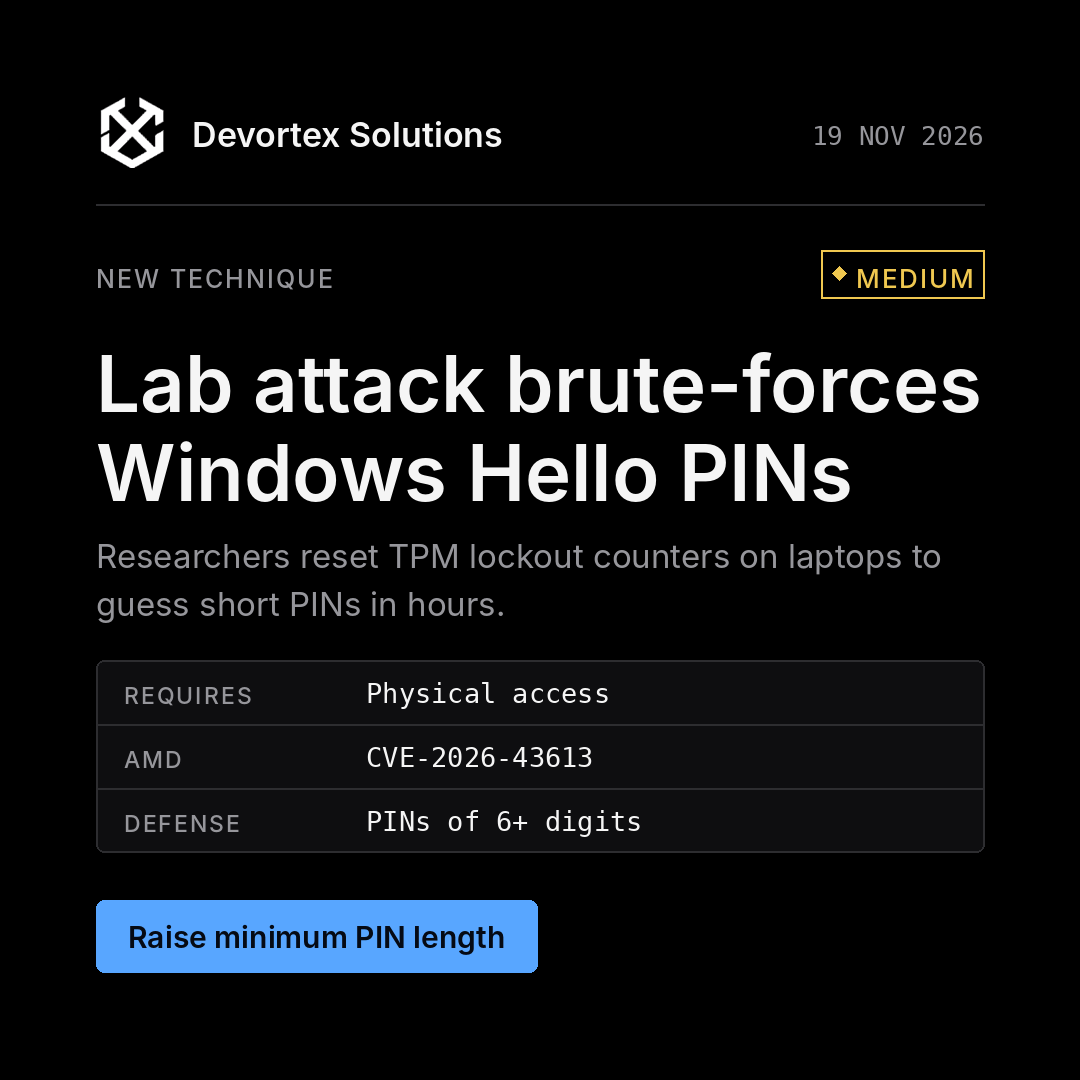 Devortex Solutions
19 NOV 2026
NEW TECHNIQUE
MEDIUM
Lab attack brute-forces
Windows Hello PINs
Researchers reset TPM lockout counters on laptops to
guess short PINs in hours.
REQUIRES Physical access
AMD CVE-2026-43613
DEFENSE PINs of 6+ digits
Raise minimum PIN length